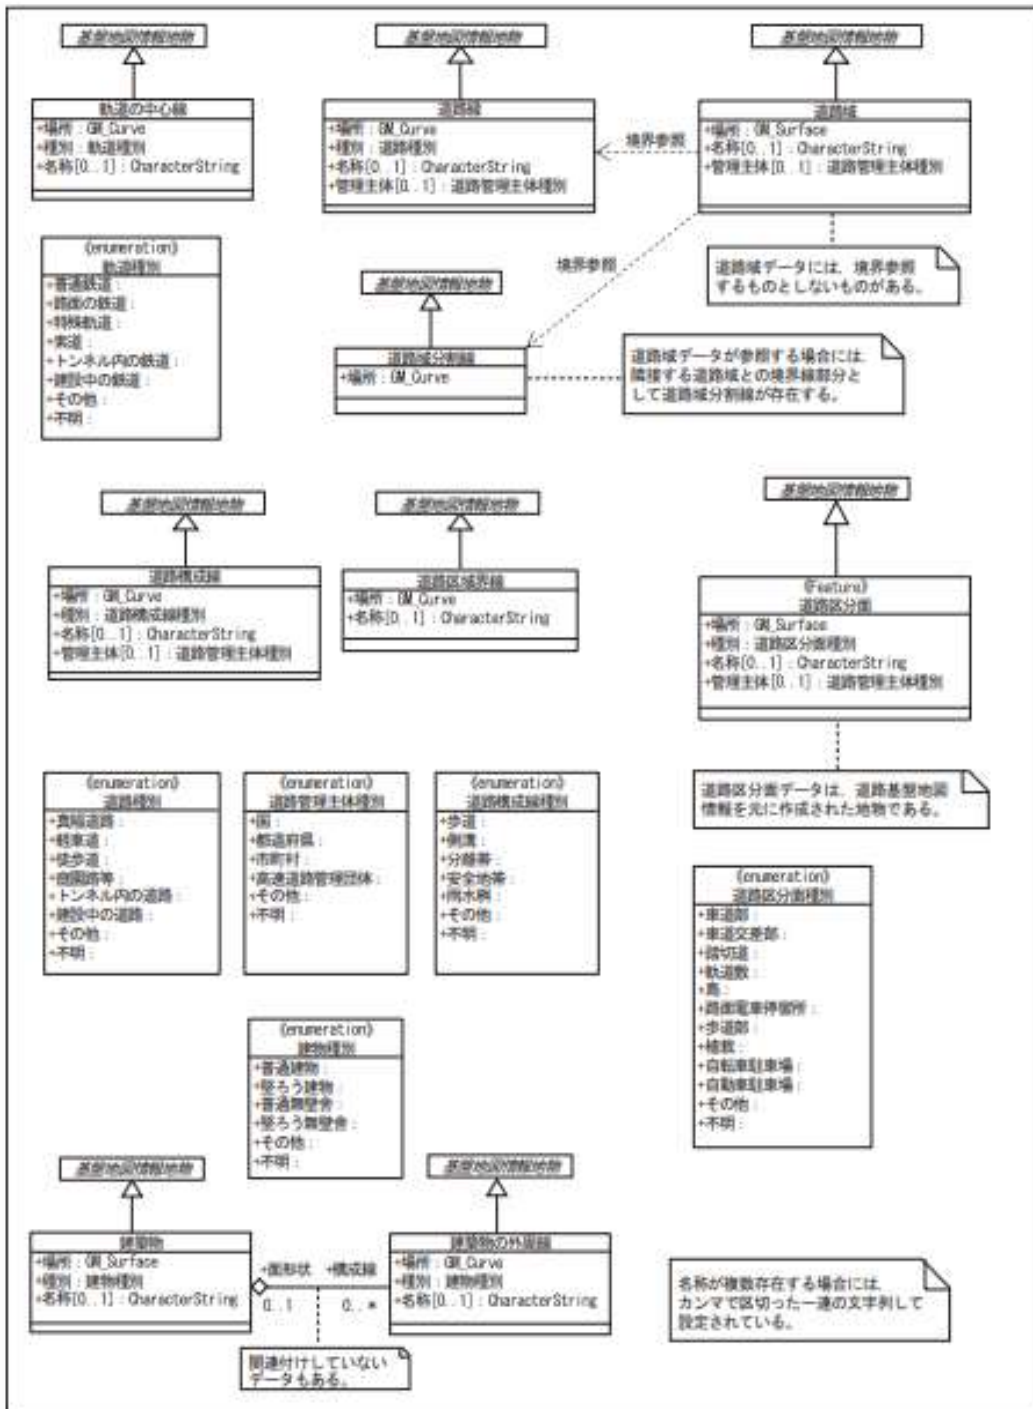 基盤地図情報地物
軌道の中心線
+場所 : GM_Curve
+種別 : 軌道種別
+名称[0..1] : CharacterString
基盤地図情報地物
道路縁
+場所 : GM_Curve
+種別 : 道路種別
+名称[0..1] : CharacterString
+管理主体[0..1] : 道路管理主体種別
境界参照
基盤地図情報地物
道路域
+場所 : GM_Surface
+名称[0..1] : CharacterString
+管理主体[0..1] : 道路管理主体種別
《enumeration》
軌道種別
+普通鉄道 :
+路面の鉄道 :
+特殊軌道 :
+索道 :
+トンネル内の鉄道 :
+建設中の鉄道 :
+その他 :
+不明 :
境界参照
道路域データには、境界参照
するものとしないものがある。
基盤地図情報地物
道路域分割線
+場所 : GM_Curve
道路域データが参照する場合には、
隣接する道路域との境界線部分と
して道路域分割線が存在する。
基盤地図情報地物
道路構成線
+場所 : GM_Curve
+種別 : 道路構成線種別
+名称[0..1] : CharacterString
+管理主体[0..1] : 道路管理主体種別
基盤地図情報地物
道路区域界線
+場所 : GM_Curve
+名称[0..1] : CharacterString
基盤地図情報地物
《Feature》
道路区分面
+場所 : GM_Surface
+種別 : 道路区分面種別
+名称[0..1] : CharacterString
+管理主体[0..1] : 道路管理主体種別
道路区分面データは、道路基盤地図
情報を元に作成された地物である。
《enumeration》
道路種別
+真幅道路 :
+軽車道 :
+徒歩道 :
+庭園路等 :
+トンネル内の道路 :
+建設中の道路 :
+その他 :
+不明 :
《enumeration》
道路管理主体種別
+国 :
+都道府県 :
+市町村 :
+高速道路管理団体 :
+その他 :
+不明 :
《enumeration》
道路構成線種別
+歩道 :
+側溝 :
+分離帯 :
+安全地帯 :
+雨水桝 :
+その他 :
+不明 :
《enumeration》
道路区分面種別
+車道部 :
+車道交差部 :
+踏切道 :
+軌道敷 :
+島 :
+路面電車停留所 :
+歩道部 :
+植栽 :
+自転車駐車場 :
+自動車駐車場 :
+その他 :
+不明 :
《enumeration》
建物種別
+普通建物 :
+堅ろう建物 :
+普通無壁舎 :
+堅ろう無壁舎 :
+その他 :
+不明 :
基盤地図情報地物
建築物
+場所 : GM_Surface
+種別 : 建物種別
+名称[0..1] : CharacterString
+面形状
0..1
+構成線
0..*
基盤地図情報地物
建築物の外周線
+場所 : GM_Curve
+種別 : 建物種別
+名称[0..1] : CharacterString
関連付けしていない
データもある。
名称が複数存在する場合には、
カンマで区切った一連の文字列して
設定されている。